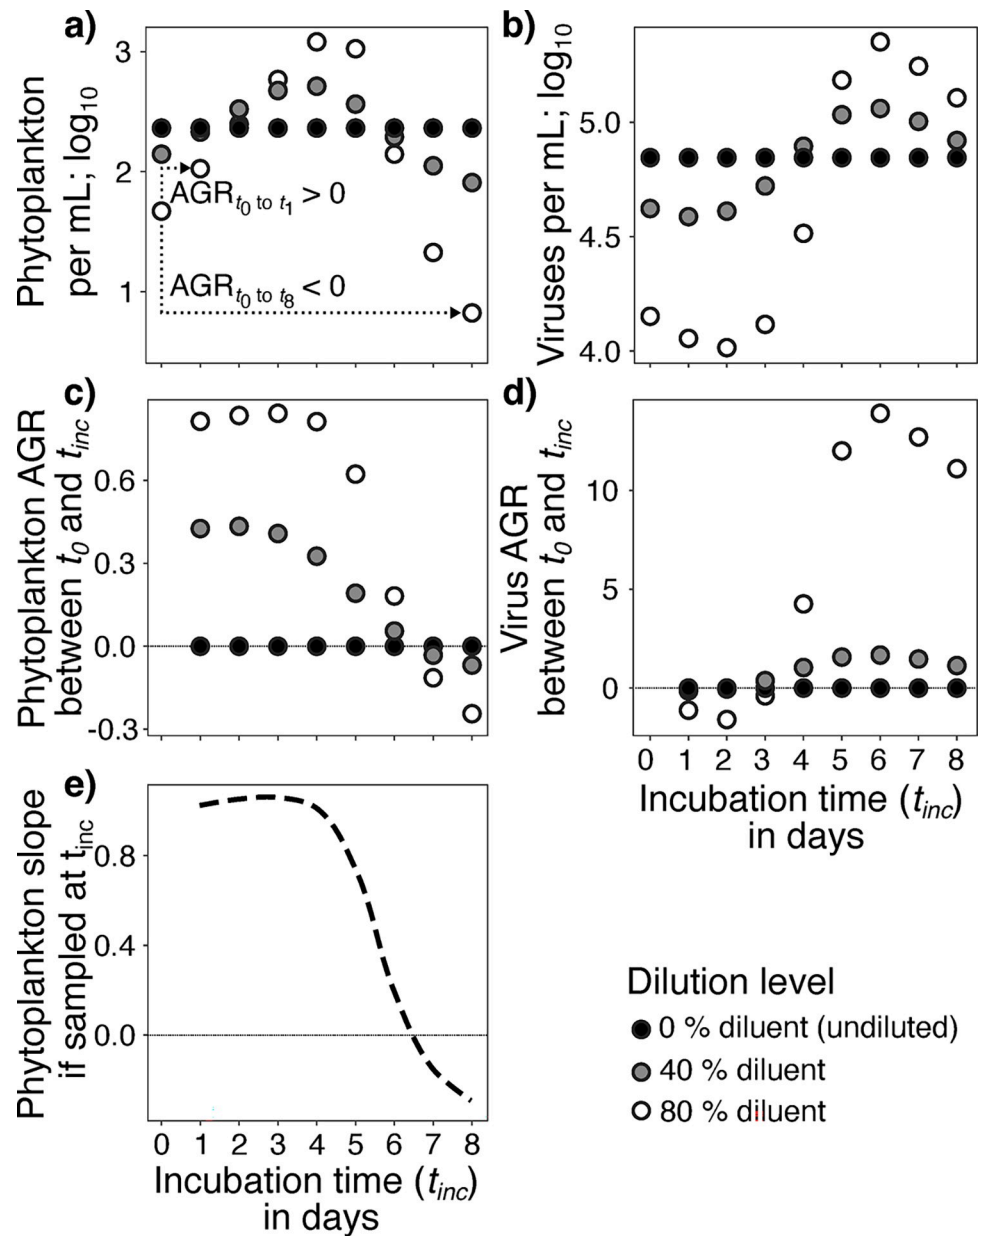 a)
Phytoplankton
per mL; log10
3
2
1
AGRt0 to t1 > 0
AGRt0 to t8 < 0
b)
Viruses per mL; log10
5.0
4.5
4.0
c)
Phytoplankton AGR
between t0 and tinc
0.6
0.3
0.0
-0.3
d)
Virus AGR
between t0 and tinc
10
5
0
0 1 2 3 4 5 6 7 8
Incubation time (tinc)
in days
e)
Phytoplankton slope
if sampled at tinc
0.8
0.4
0.0
0 1 2 3 4 5 6 7 8
Incubation time (tinc)
in days
Dilution level
0 % diluent (undiluted)
40 % diluent
80 % diluent